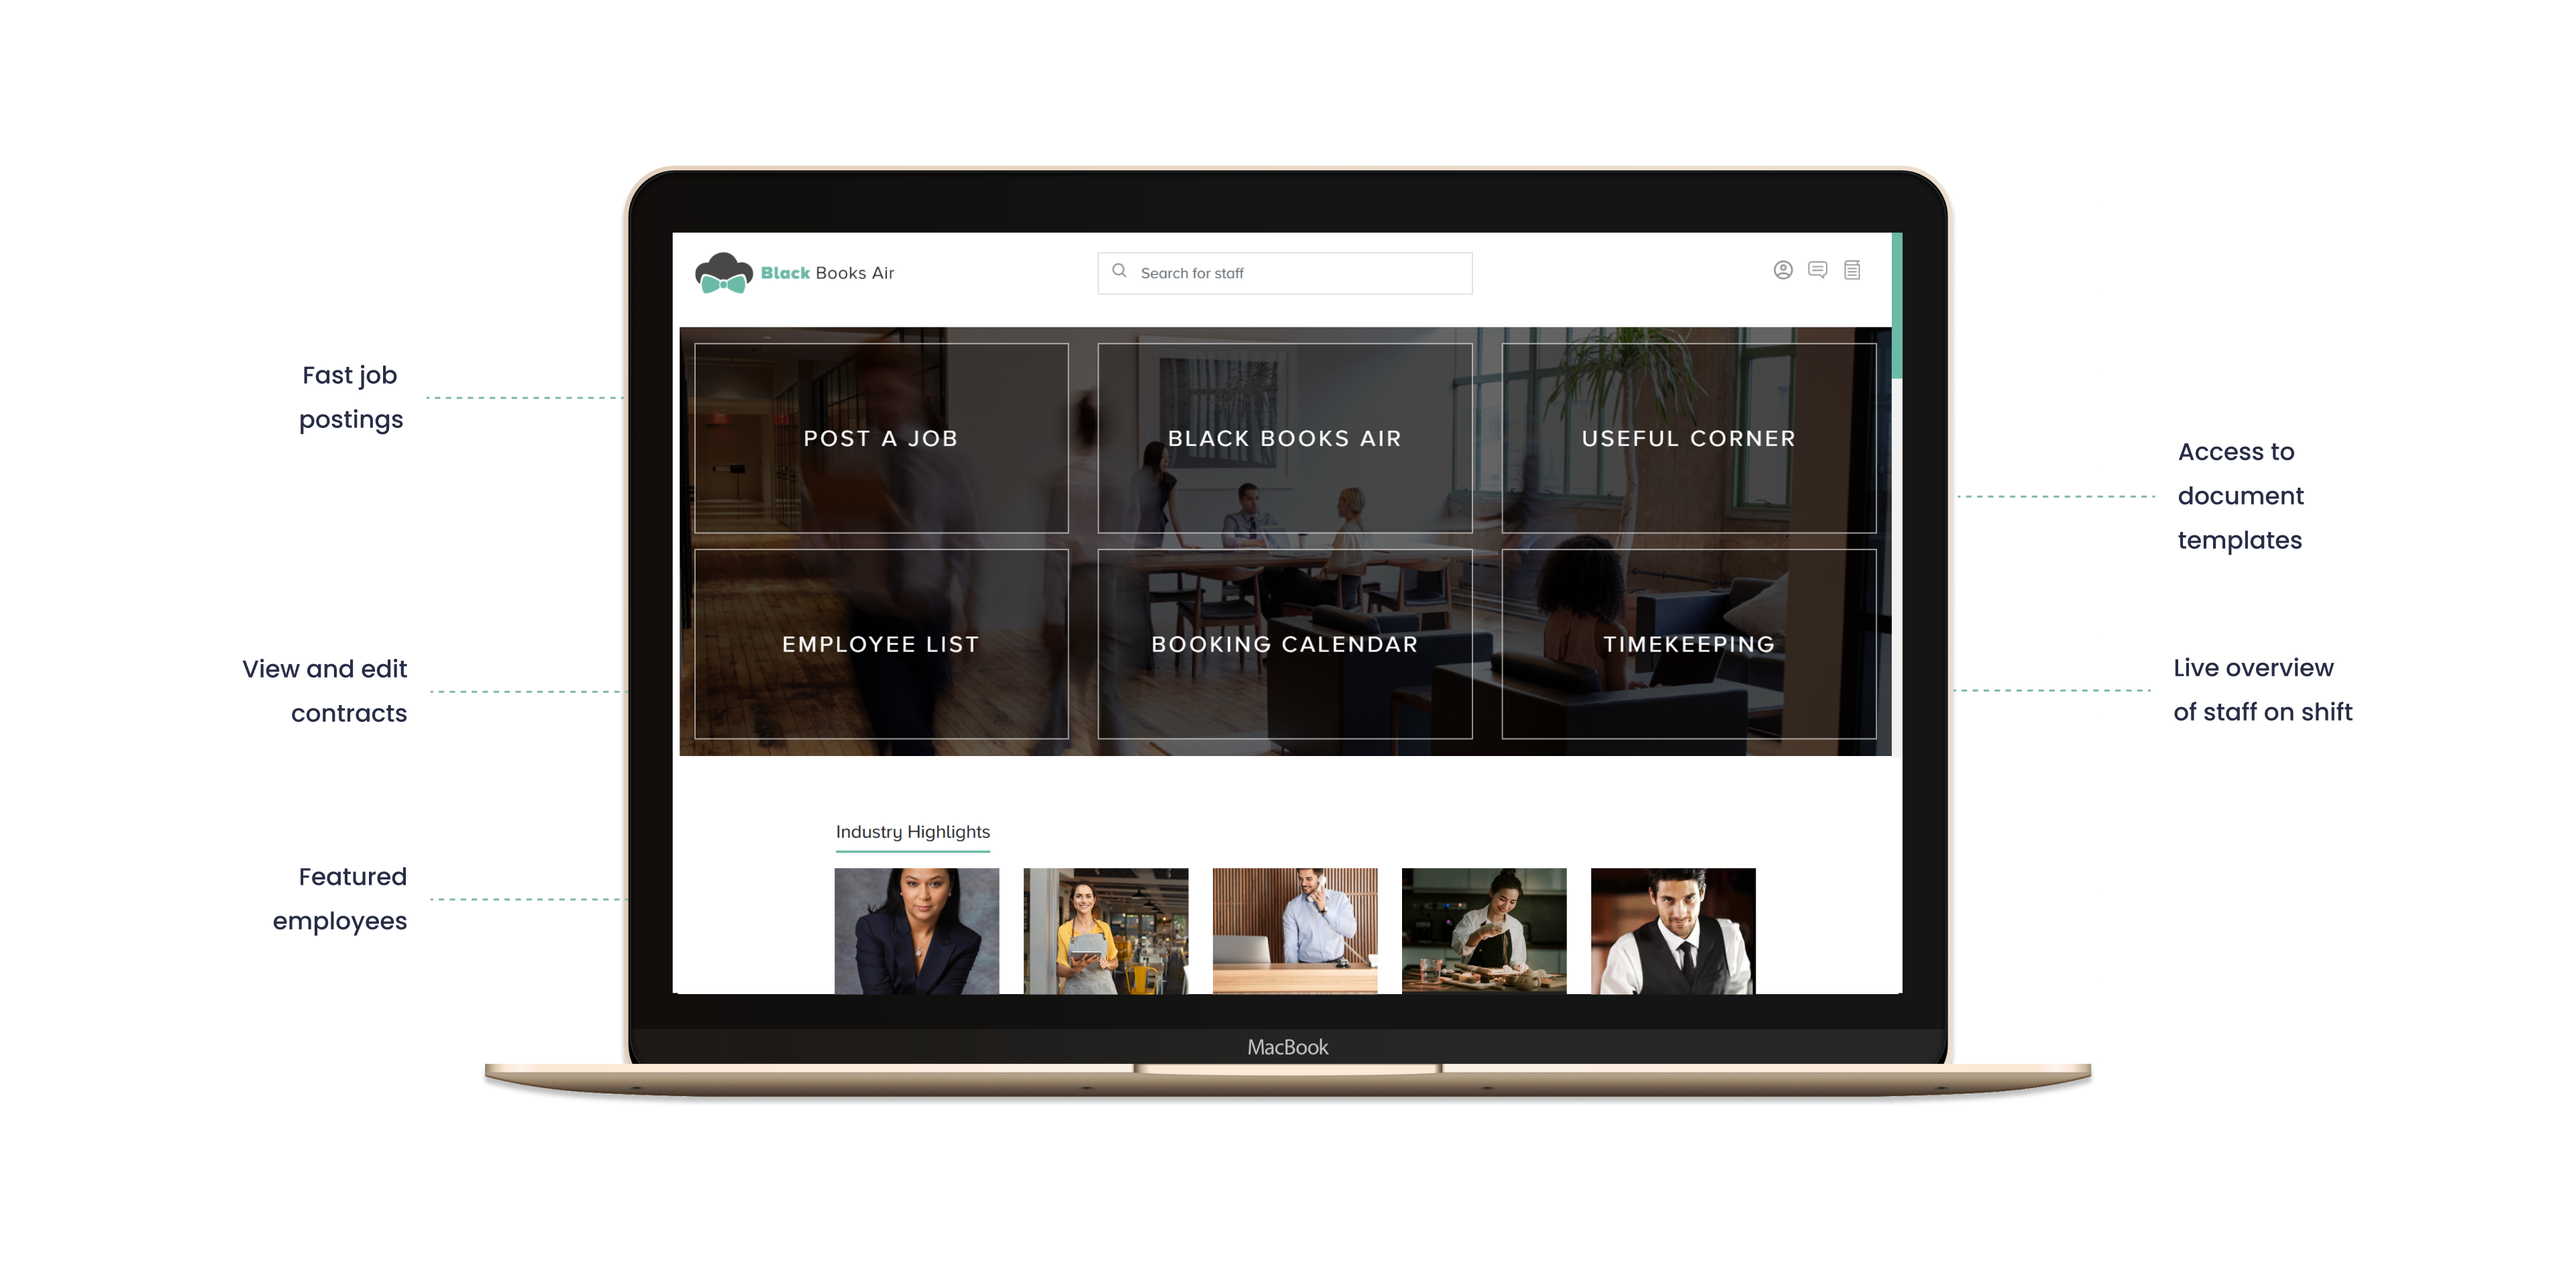 Black Books Air
Search for staff
Fast job
postings
POST A JOB
BLACK BOOKS AIR
USEFUL CORNER
Access to
document
templates
View and edit
contracts
EMPLOYEE LIST
BOOKING CALENDAR
TIMEKEEPING
Live overview
of staff on shift
Industry Highlights
Featured
employees
MacBook